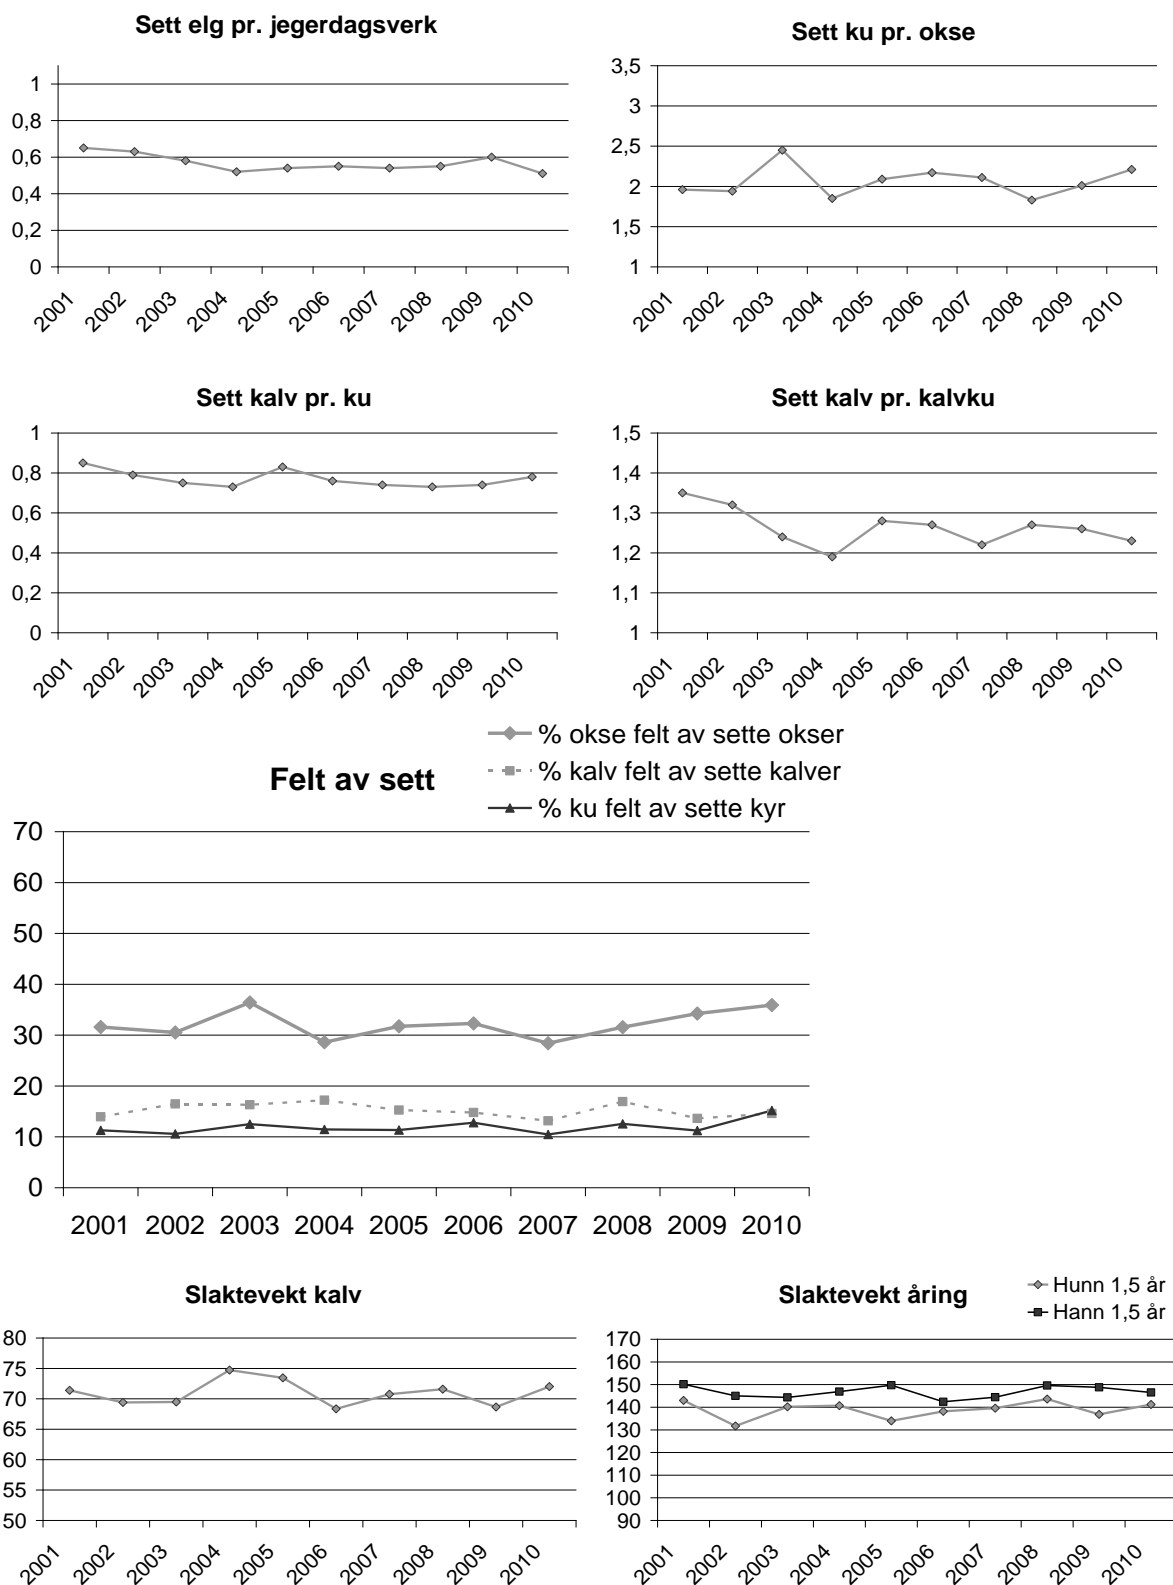 Sett elg pr. jegerdagsverk
1
0,8
0,6
0,4
0,2
0
2001 2002 2003 2004 2005 2006 2007 2008 2009 2010
Sett ku pr. okse
3,5
3
2,5
2
1,5
1
2001 2002 2003 2004 2005 2006 2007 2008 2009 2010
Sett kalv pr. ku
1
0,8
0,6
0,4
0,2
0
2001 2002 2003 2004 2005 2006 2007 2008 2009 2010
Sett kalv pr. kalvku
1,5
1,4
1,3
1,2
1,1
1
2001 2002 2003 2004 2005 2006 2007 2008 2009 2010
Felt av sett
% okse felt av sette okser
% kalv felt av sette kalver
% ku felt av sette kyr
70
60
50
40
30
20
10
0
2001 2002 2003 2004 2005 2006 2007 2008 2009 2010
Slaktevekt kalv
80
75
70
65
60
55
50
2001 2002 2003 2004 2005 2006 2007 2008 2009 2010
Slaktevekt åring
Hunn 1,5 år
Hann 1,5 år
170
160
150
140
130
120
110
100
90
2001 2002 2003 2004 2005 2006 2007 2008 2009 2010